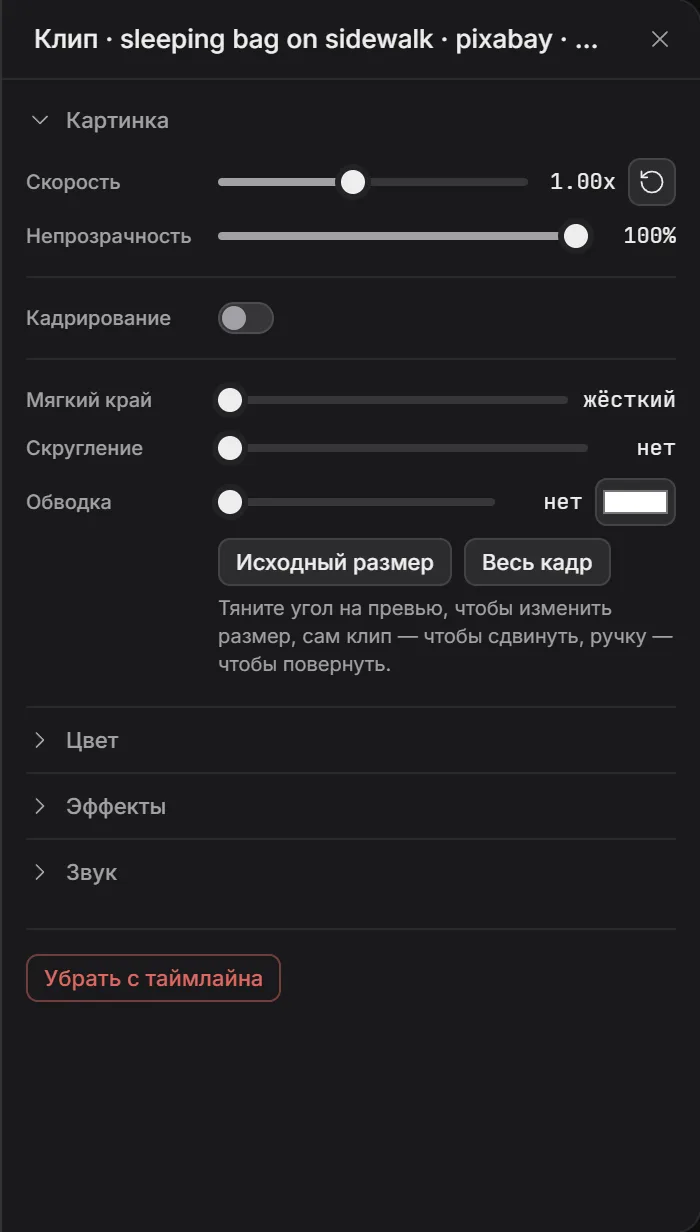 Клип · sleeping bag on sidewalk · pixabay · ...
Картинка
Скорость 1.00x
Непрозрачность 100%
Кадрирование
Мягкий край жёсткий
Скругление нет
Обводка нет
Исходный размер Весь кадр
Тяните угол на превью, чтобы изменить
размер, сам клип — чтобы сдвинуть, ручку —
чтобы повернуть.
Цвет
Эффекты
Звук
Убрать с таймлайна